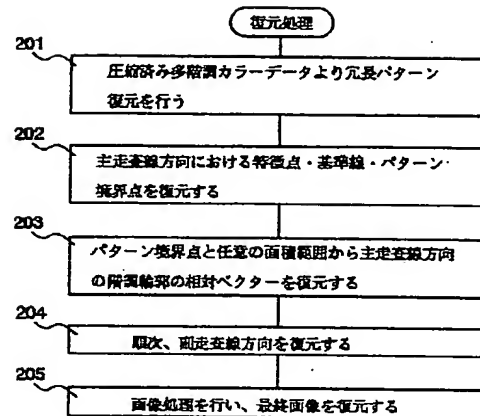 復元処理
201
圧縮済み多階調カラーデータより冗長パターン
復元を行う
202
主走査線方向における特徴点・基準線・パターン
境界点を復元する
203
パターン境界点と任意の面積範囲から主走査線方向
の階調輪郭の相対ベクターを復元する
204
順次、副走査線方向を復元する
205
画像処理を行い、最終画像を復元する